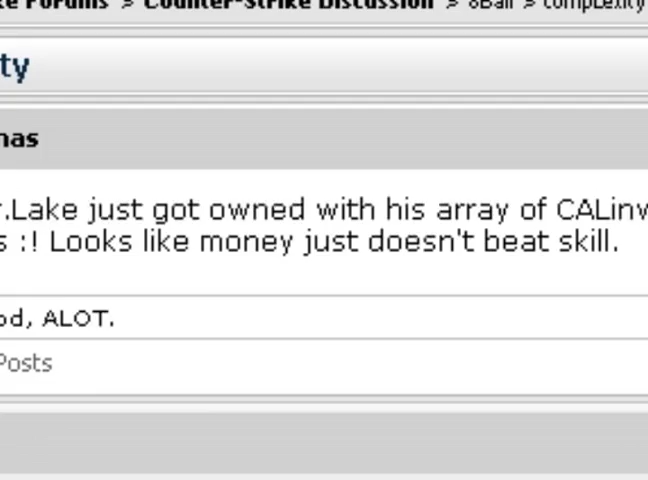 ke Forums > Counter-Strike Discussion > 8Ball > compLexity
ty
nas
r.Lake just got owned with his array of CALinv
s :! Looks like money just doesn't beat skill.
od, ALOT.
Posts